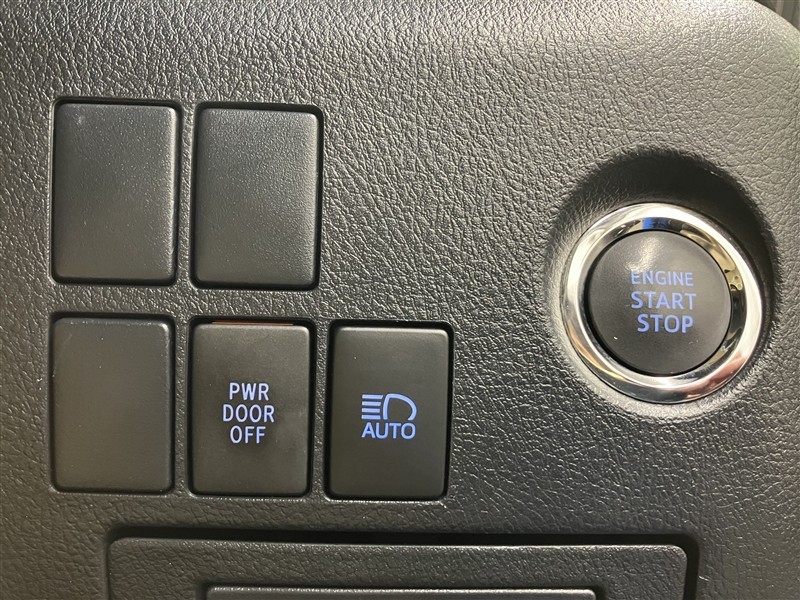 PWR
DOOR
OFF
AUTO
ENGINE
START
STOP